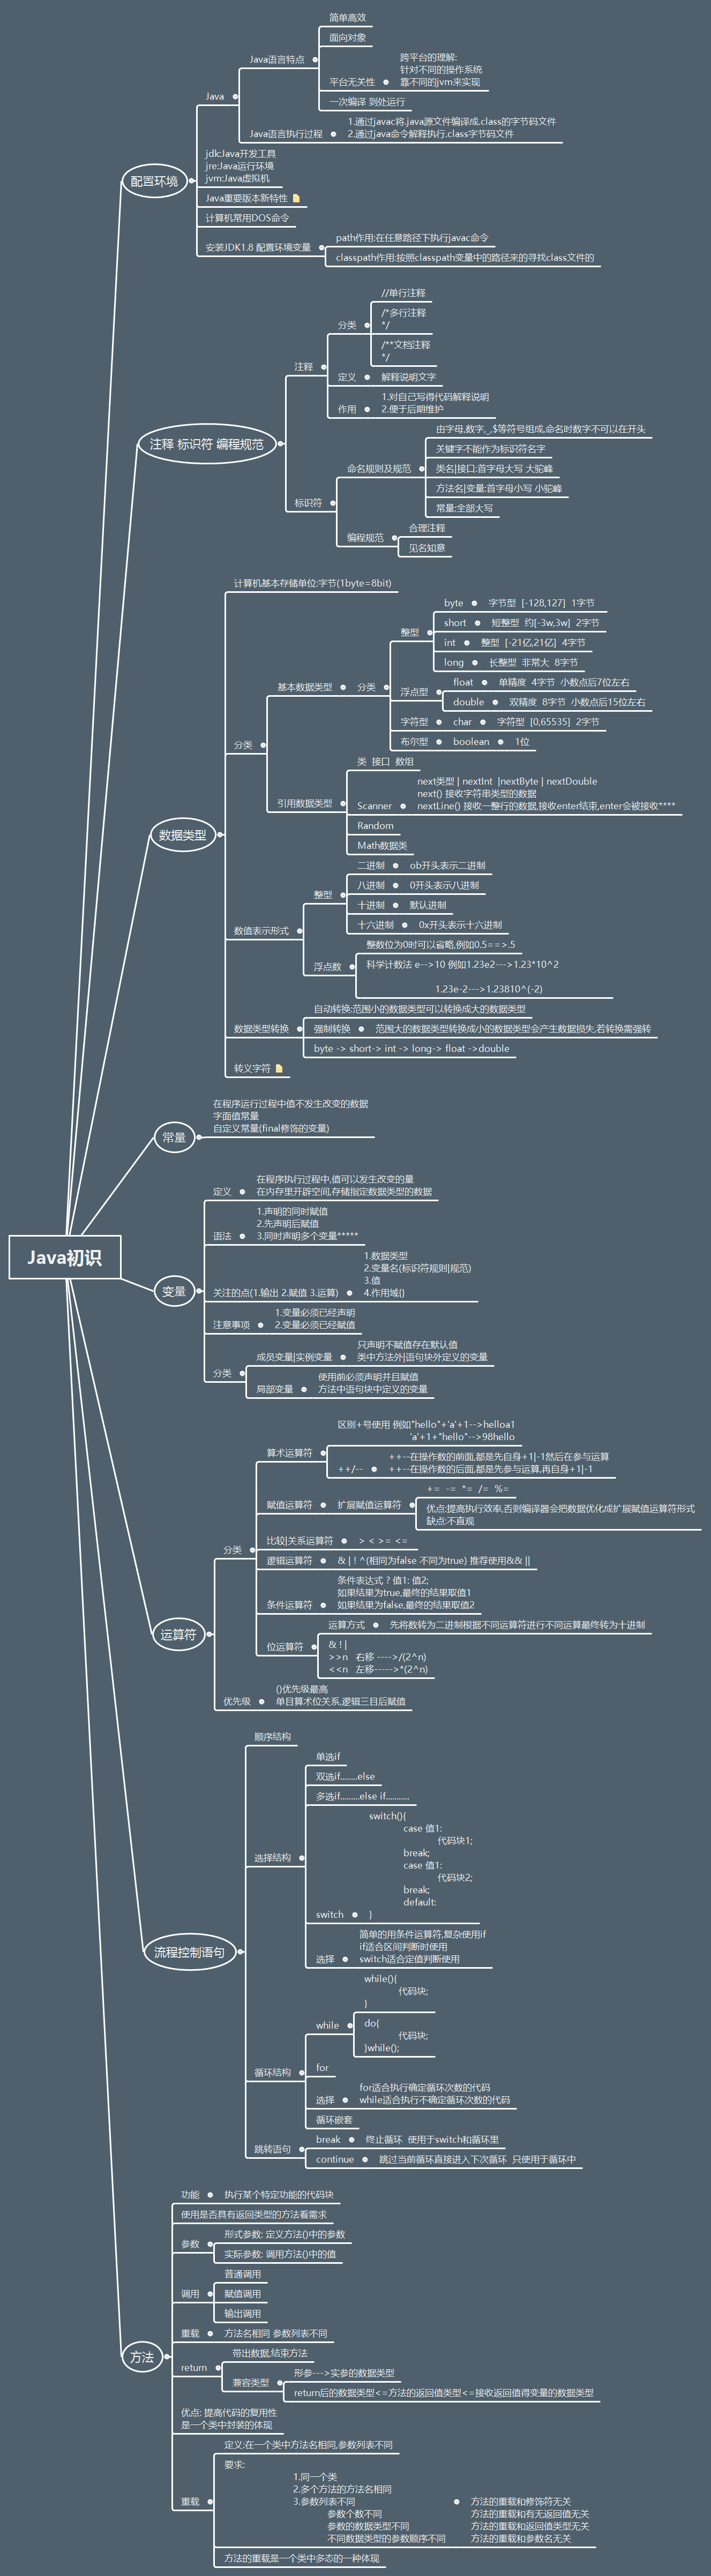 Java初识
配置环境
Java
Java语言特点
简单高效
面向对象
平台无关性
跨平台的理解:
针对不同的操作系统
靠不同的jvm来实现
一次编译 到处运行
Java语言执行过程
1.通过javac将.java源文件编译成.class的字节码文件
2.通过java命令解释执行.class字节码文件
jdk:Java开发工具
jre:Java运行环境
jvm:Java虚拟机
Java重要版本新特性
计算机常用DOS命令
安装JDK1.8 配置环境变量
path作用:在任意路径下执行javac命令
classpath作用:按照classpath变量中的路径来的寻找class文件的
注释 标识符 编程规范
注释
分类
//单行注释
/*多行注释
*/
/**文档注释
*/
定义
解释说明文字
作用
1.对自己写得代码解释说明
2.便于后期维护
标识符
命名规则及规范
由字母,数字,_,$等符号组成,命名时数字不可以在开头
关键字不能作为标识符名字
类名|接口:首字母大写 大驼峰
方法名|变量:首字母小写 小驼峰
常量:全部大写
编程规范
合理注释
见名知意
数据类型
计算机基本存储单位:字节(1byte=8bit)
分类
基本数据类型
分类
整型
byte
字节型 [-128,127] 1字节
short
短整型 约[-3w,3w] 2字节
int
整型 [-21亿,21亿] 4字节
long
长整型 非常大 8字节
浮点型
float
单精度 4字节 小数点后7位左右
double
双精度 8字节 小数点后15位左右
字符型
char
字符型 [0,65535] 2字节
布尔型
boolean
1位
引用数据类型
类 接口 数组
Scanner
next类型 | nextInt |nextByte | nextDouble
next() 接收字符串类型的数据
nextLine() 接收一整行的数据,接收enter结束,enter会被接收****
Random
Math数据类
数值表示形式
整型
二进制
ob开头表示二进制
八进制
0开头表示八进制
十进制
默认进制
十六进制
0x开头表示十六进制
浮点数
整数位为0时可以省略,例如0.5==>.5
科学计数法 e-->10 例如1.23e2--->1.23*10^2
1.23e-2--->1.23810^(-2)
数据类型转换
自动转换:范围小的数据类型可以转换成大的数据类型
强制转换
范围大的数据类型转换成小的数据类型会产生数据损失,若转换需强转
byte -> short-> int -> long-> float ->double
转义字符
常量
在程序运行过程中值不发生改变的数据
字面值常量
自定义常量(final修饰的变量)
变量
定义
在程序执行过程中,值可以发生改变的量
在内存里开辟空间,存储指定数据类型的数据
语法
1.声明的同时赋值
2.先声明后赋值
3.同时声明多个变量*****
关注的点(1.输出 2.赋值 3.运算)
1.数据类型
2.变量名(标识符规则|规范)
3.值
4.作用域{}
注意事项
1.变量必须已经声明
2.变量必须已经赋值
分类
成员变量|实例变量
只声明不赋值存在默认值
类中方法外|语句块外定义的变量
局部变量
使用前必须声明并且赋值
方法中语句块中定义的变量
运算符
分类
算术运算符
区别+号使用 例如"hello"+'a'+1-->helloa1
'a'+1+"hello"-->98hello
++/--
++--在操作数的前面,都是先自身+1|-1然后在参与运算
++--在操作数的后面,都是先参与运算,再自身+1|-1
赋值运算符
扩展赋值运算符
+= -= *= /= %=
优点:提高执行效率,否则编译器会把数据优化成扩展赋值运算符形式
缺点:不直观
比较|关系运算符
> < >= <=
逻辑运算符
& | ! ^(相同为false 不同为true) 推荐使用&& ||
条件运算符
条件表达式 ? 值1: 值2;
如果结果为true,最终的结果取值1
如果结果为false,最终的结果取值2
位运算符
运算方式
先将数转为二进制根据不同运算符进行不同运算最终转为十进制
& ! |
>>n 右移 ---->/(2^n)
<<n 左移----->*(2^n)
优先级
()优先级最高
单目算术位关系,逻辑三目后赋值
流程控制语句
顺序结构
选择结构
单选if
双选if........else
多选if.........else if...........
switch
switch(){
case 值1:
代码块1;
break;
case 值1:
代码块2;
break;
default:
}
选择
简单的用条件运算符,复杂使用if
if适合区间判断时使用
switch适合定值判断使用
循环结构
while
while(){
代码块;
}
do{
代码块;
}while();
for
选择
for适合执行确定循环次数的代码
while适合执行不确定循环次数的代码
循环嵌套
跳转语句
break
终止循环 使用于switch和循环里
continue
跳过当前循环直接进入下次循环 只使用于循环中
方法
功能
执行某个特定功能的代码块
使用是否具有返回类型的方法看需求
参数
形式参数: 定义方法()中的参数
实际参数: 调用方法()中的值
调用
普通调用
赋值调用
输出调用
重载
方法名相同 参数列表不同
return
带出数据,结束方法
兼容类型
形参--->实参的数据类型
return后的数据类型<=方法的返回值类型<=接收返回值得变量的数据类型
优点: 提高代码的复用性
是一个类中封装的体现
重载
定义:在一个类中方法名相同,参数列表不同
要求:
1.同一个类
2.多个方法的方法名相同
3.参数列表不同
参数个数不同
参数的数据类型不同
不同数据类型的参数顺序不同
方法的重载和修饰符无关
方法的重载和有无返回值无关
方法的重载和返回值类型无关
方法的重载和参数名无关
方法的重载是一个类中多态的一种体现